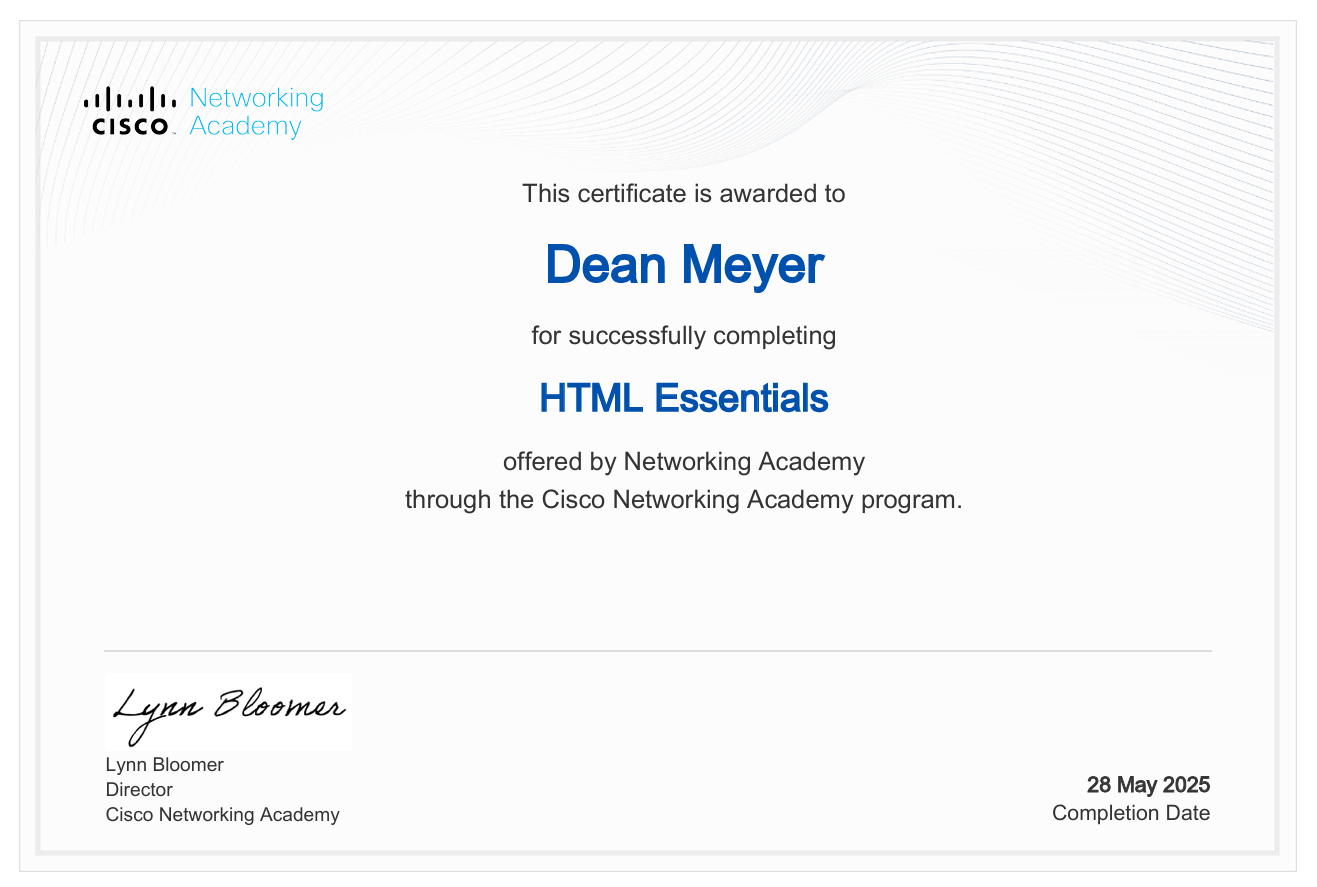 Networking
CISCO Academy
This certificate is awarded to
Dean Meyer
for successfully completing
HTML Essentials
offered by Networking Academy
through the Cisco Networking Academy program.
Lynn Bloomer
Lynn Bloomer
Director
Cisco Networking Academy
28 May 2025
Completion Date